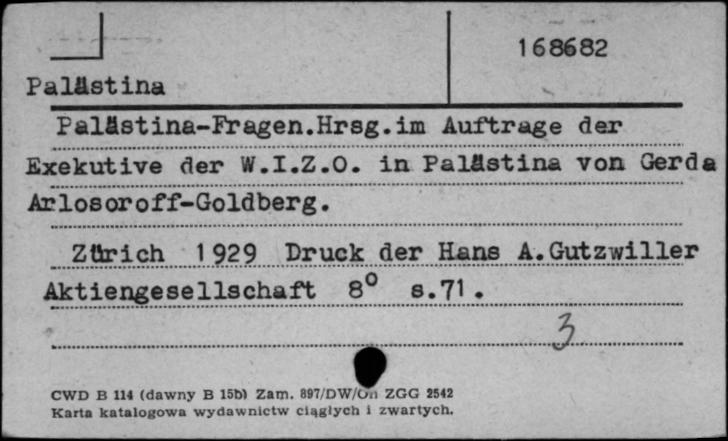 168682
Palästina
Palästina-Fragen.Hrsg.im Auftrage der
Exekutive der W.I.Z.O. in Palästina von Gerda
Arlosoroff-Goldberg.
Zürich 1929 Druck der Hans A.Gutzwiller
Aktiengesellschaft 8° s.71.
3
CWD B 114 (dawny B 15b) Zam. 897/DW/ ZGG 2542
Karta katalogowa wydawnictw ciągłych i zwartych.